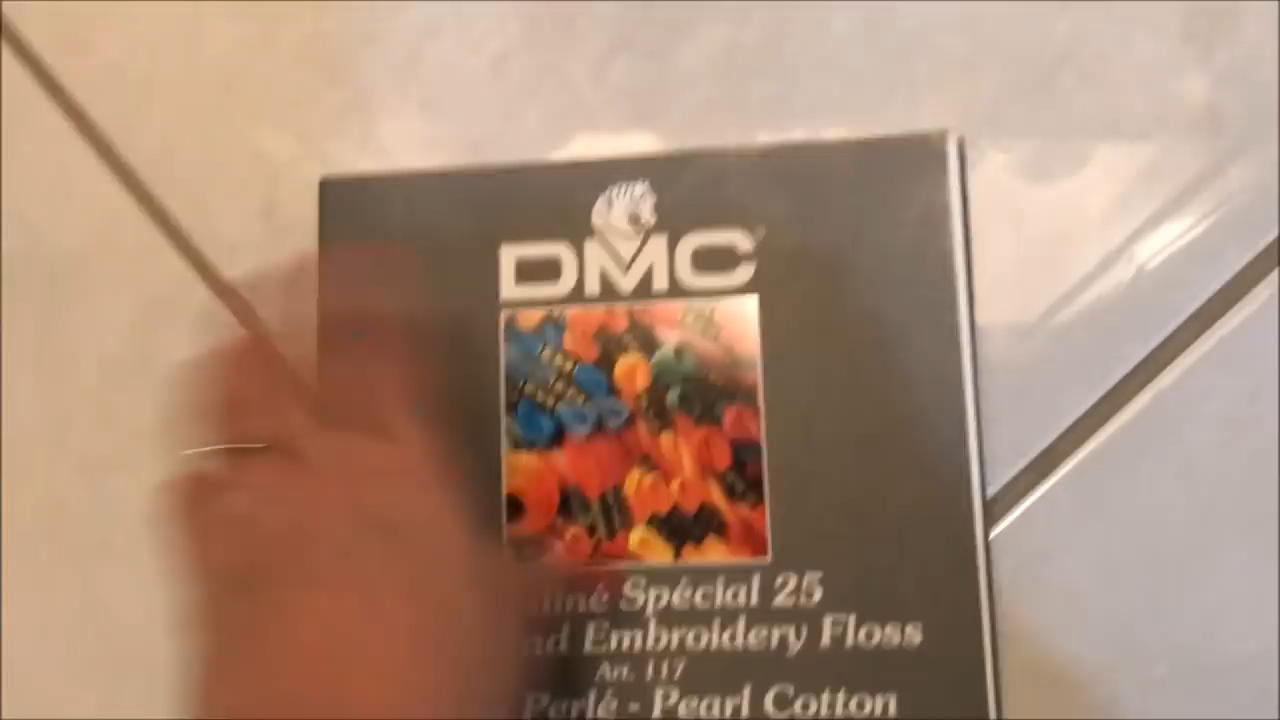 DMC
Spécial 25
Embroidery Floss
Art. 117
Perlé - Pearl Cotton